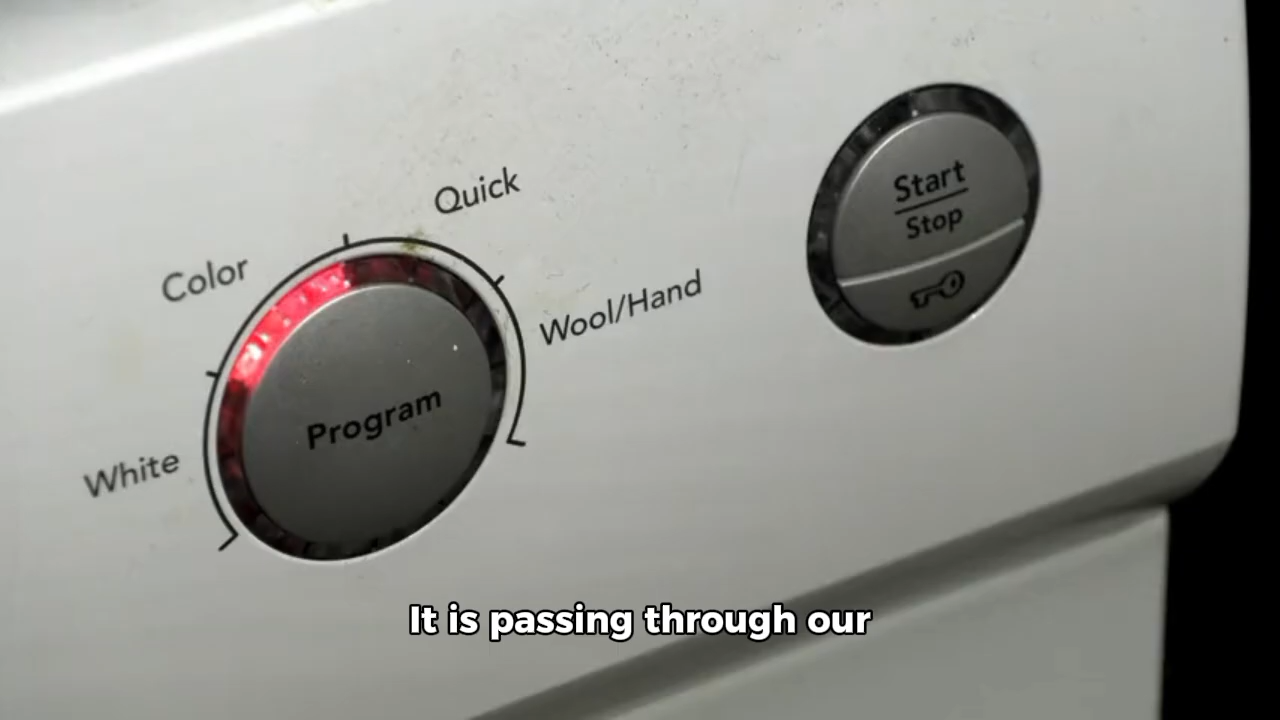 Quick
Color
Wool/Hand
Program
White
Start
Stop
It is passing through our